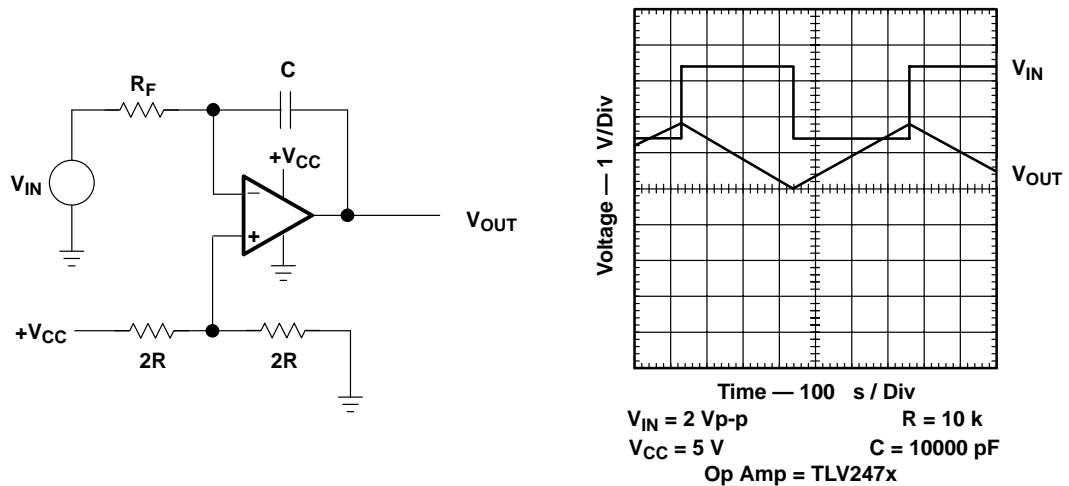 C
RF
+VCC
VIN
−
+
VOUT
+VCC
2R
2R
Voltage — 1 V/Div
VIN
VOUT
Time — 100 s / Div
VIN = 2 Vp-p
R = 10 k
VCC = 5 V
C = 10000 pF
Op Amp = TLV247x